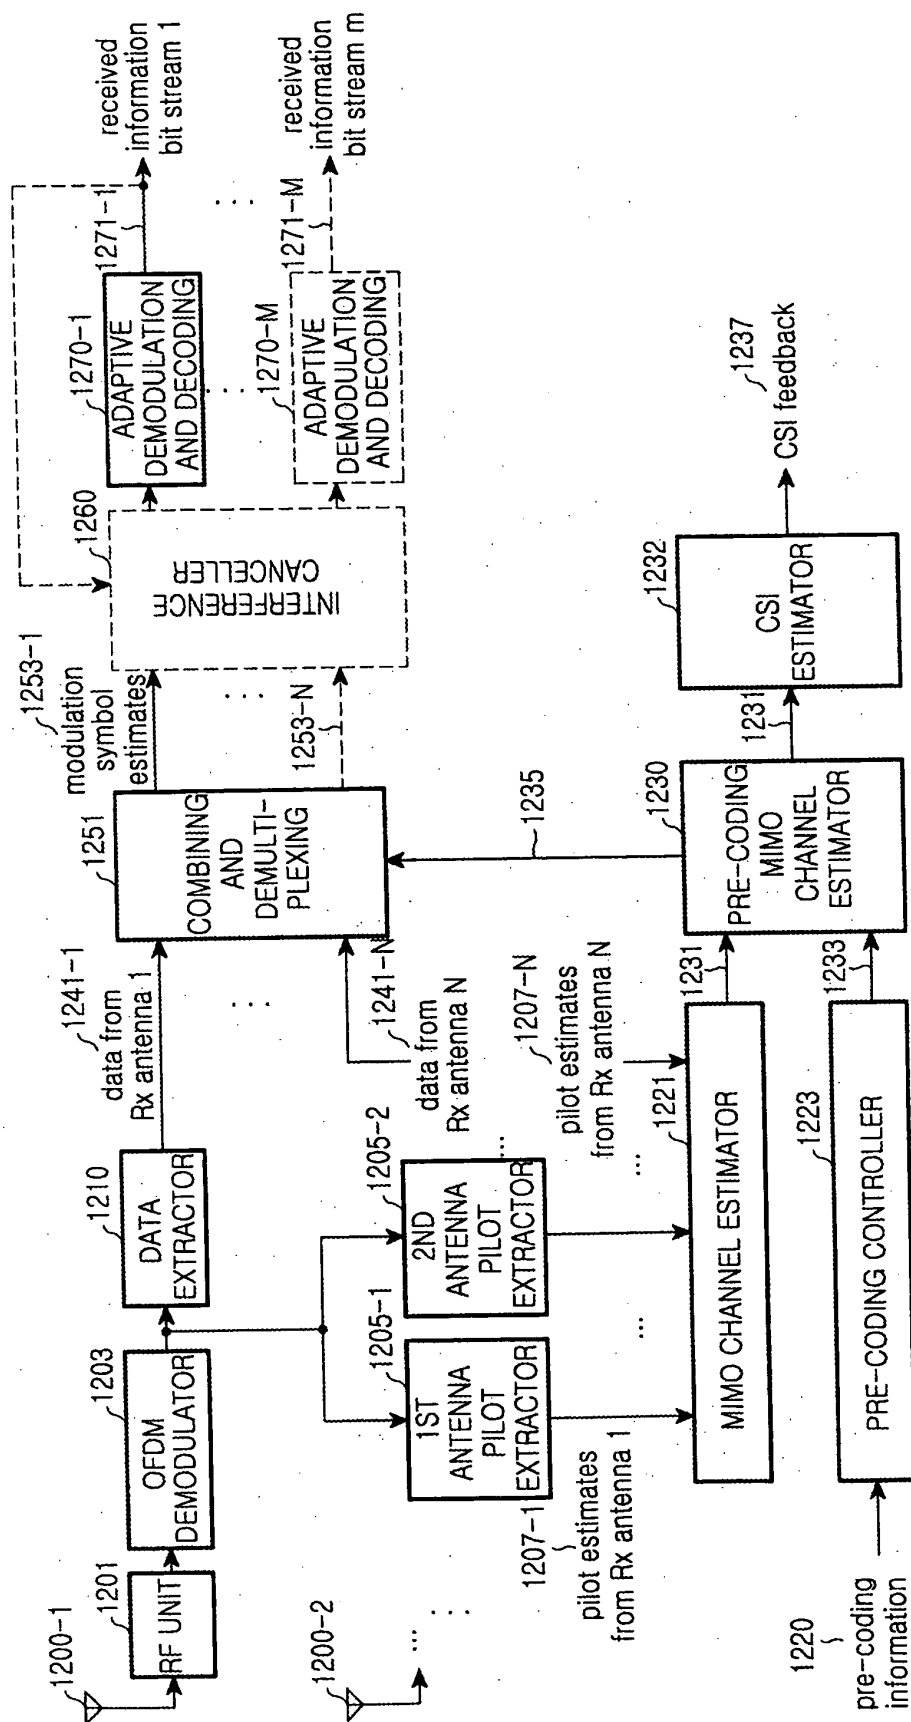 1200-1
1201
RF UNIT
1203
OFDM
DEMODULATOR
1210
DATA
EXTRACTOR
1241-1
data from
Rx antenna 1
1251
COMBINING
AND
DEMULTI-
PLEXING
1253-1
modulation
symbol
estimates
1253-N
1260
INTERFERENCE
CANCELLER
1270-1
ADAPTIVE
DEMODULATION
AND DECODING
1271-1
received
information
bit stream 1
1270-M
ADAPTIVE
DEMODULATION
AND DECODING
1271-M
received
information
bit stream m
1200-2
1205-1
1ST
ANTENNA
PILOT
EXTRACTOR
1205-2
2ND
ANTENNA
PILOT
EXTRACTOR
1241-N
data from
Rx antenna N
1207-1
pilot estimates
from Rx antenna 1
1207-N
pilot estimates
from Rx antenna N
1235
1221
MIMO CHANNEL ESTIMATOR
1231
1230
PRE-CODING
MIMO
CHANNEL
ESTIMATOR
1231
1232
CSI
ESTIMATOR
1237
CSI feedback
1220
pre-coding
information
1223
PRE-CODING CONTROLLER
1233